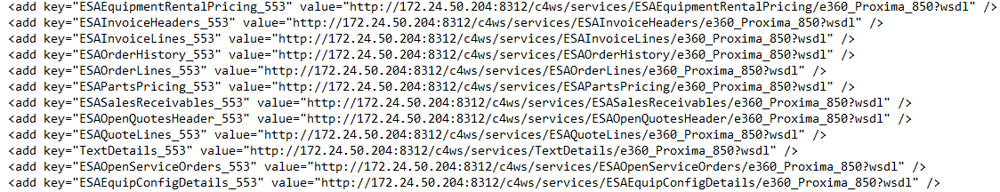 <add key="ESAEquipmentRentalPricing_553" value="http://172.24.50.204:8312/c4ws/services/ESAEquipmentRentalPricing/e360_Proxima_850?wsdl" />
<add key="ESAInvoiceHeaders_553" value="http://172.24.50.204:8312/c4ws/services/ESAInvoiceHeaders/e360_Proxima_850?wsdl" />
<add key="ESAInvoiceLines_553" value="http://172.24.50.204:8312/c4ws/services/ESAInvoiceLines/e360_Proxima_850?wsdl" />
<add key="ESAOrderHistory_553" value="http://172.24.50.204:8312/c4ws/services/ESAOrderHistory/e360_Proxima_850?wsdl" />
<add key="ESAOrderLines_553" value="http://172.24.50.204:8312/c4ws/services/ESAOrderLines/e360_Proxima_850?wsdl" />
<add key="ESAPartsPricing_553" value="http://172.24.50.204:8312/c4ws/services/ESAPartsPricing/e360_Proxima_850?wsdl" />
<add key="ESASalesReceivables_553" value="http://172.24.50.204:8312/c4ws/services/ESASalesReceivables/e360_Proxima_850?wsdl" />
<add key="ESAOpenQuotesHeader_553" value="http://172.24.50.204:8312/c4ws/services/ESAOpenQuotesHeader/e360_Proxima_850?wsdl" />
<add key="ESAQuoteLines_553" value="http://172.24.50.204:8312/c4ws/services/ESAQuoteLines/e360_Proxima_850?wsdl" />
<add key="TextDetails_553" value="http://172.24.50.204:8312/c4ws/services/TextDetails/e360_Proxima_850?wsdl" />
<add key="ESAOpenServiceOrders_553" value="http://172.24.50.204:8312/c4ws/services/ESAOpenServiceOrders/e360_Proxima_850?wsdl" />
<add key="ESAEquipConfigDetails_553" value="http://172.24.50.204:8312/c4ws/services/ESAEquipConfigDetails/e360_Proxima_850?wsdl" />